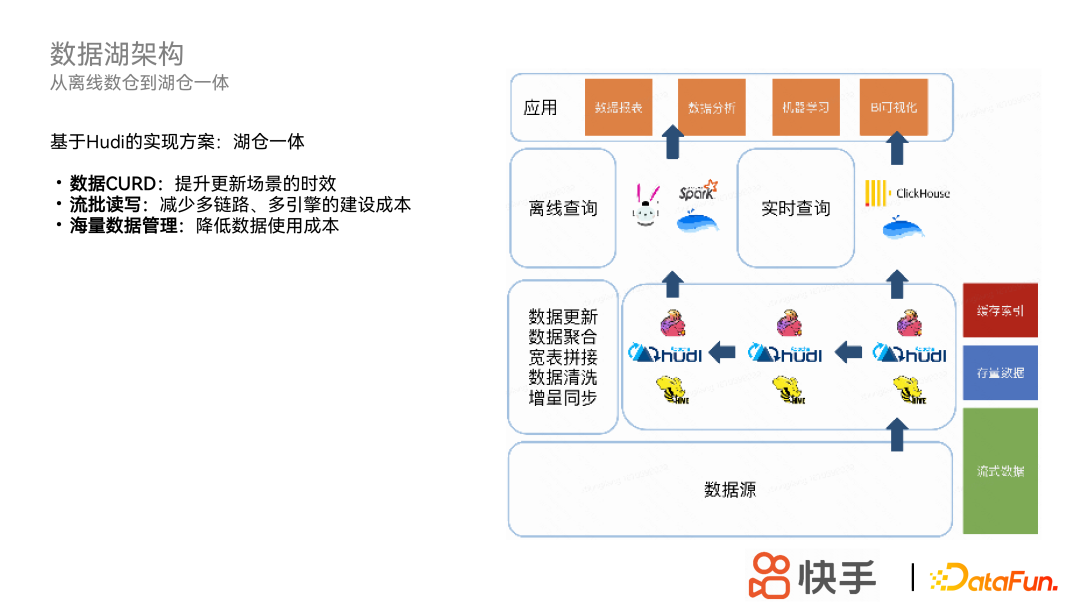 数据湖架构
从离线数仓到湖仓一体
基于Hudi的实现方案：湖仓一体
• 数据CURD：提升更新场景的时效
• 流批读写：减少多链路、多引擎的建设成本
• 海量数据管理：降低数据使用成本
应用
数据报表
数据分析
机器学习
BI可视化
离线查询
Spark
实时查询
ClickHouse
数据更新
数据聚合
宽表拼接
数据清洗
增量同步
Apache
hudi
HIVE
Apache
hudi
HIVE
Apache
hudi
HIVE
缓存索引
存量数据
流式数据
数据源
快手
DataFun.